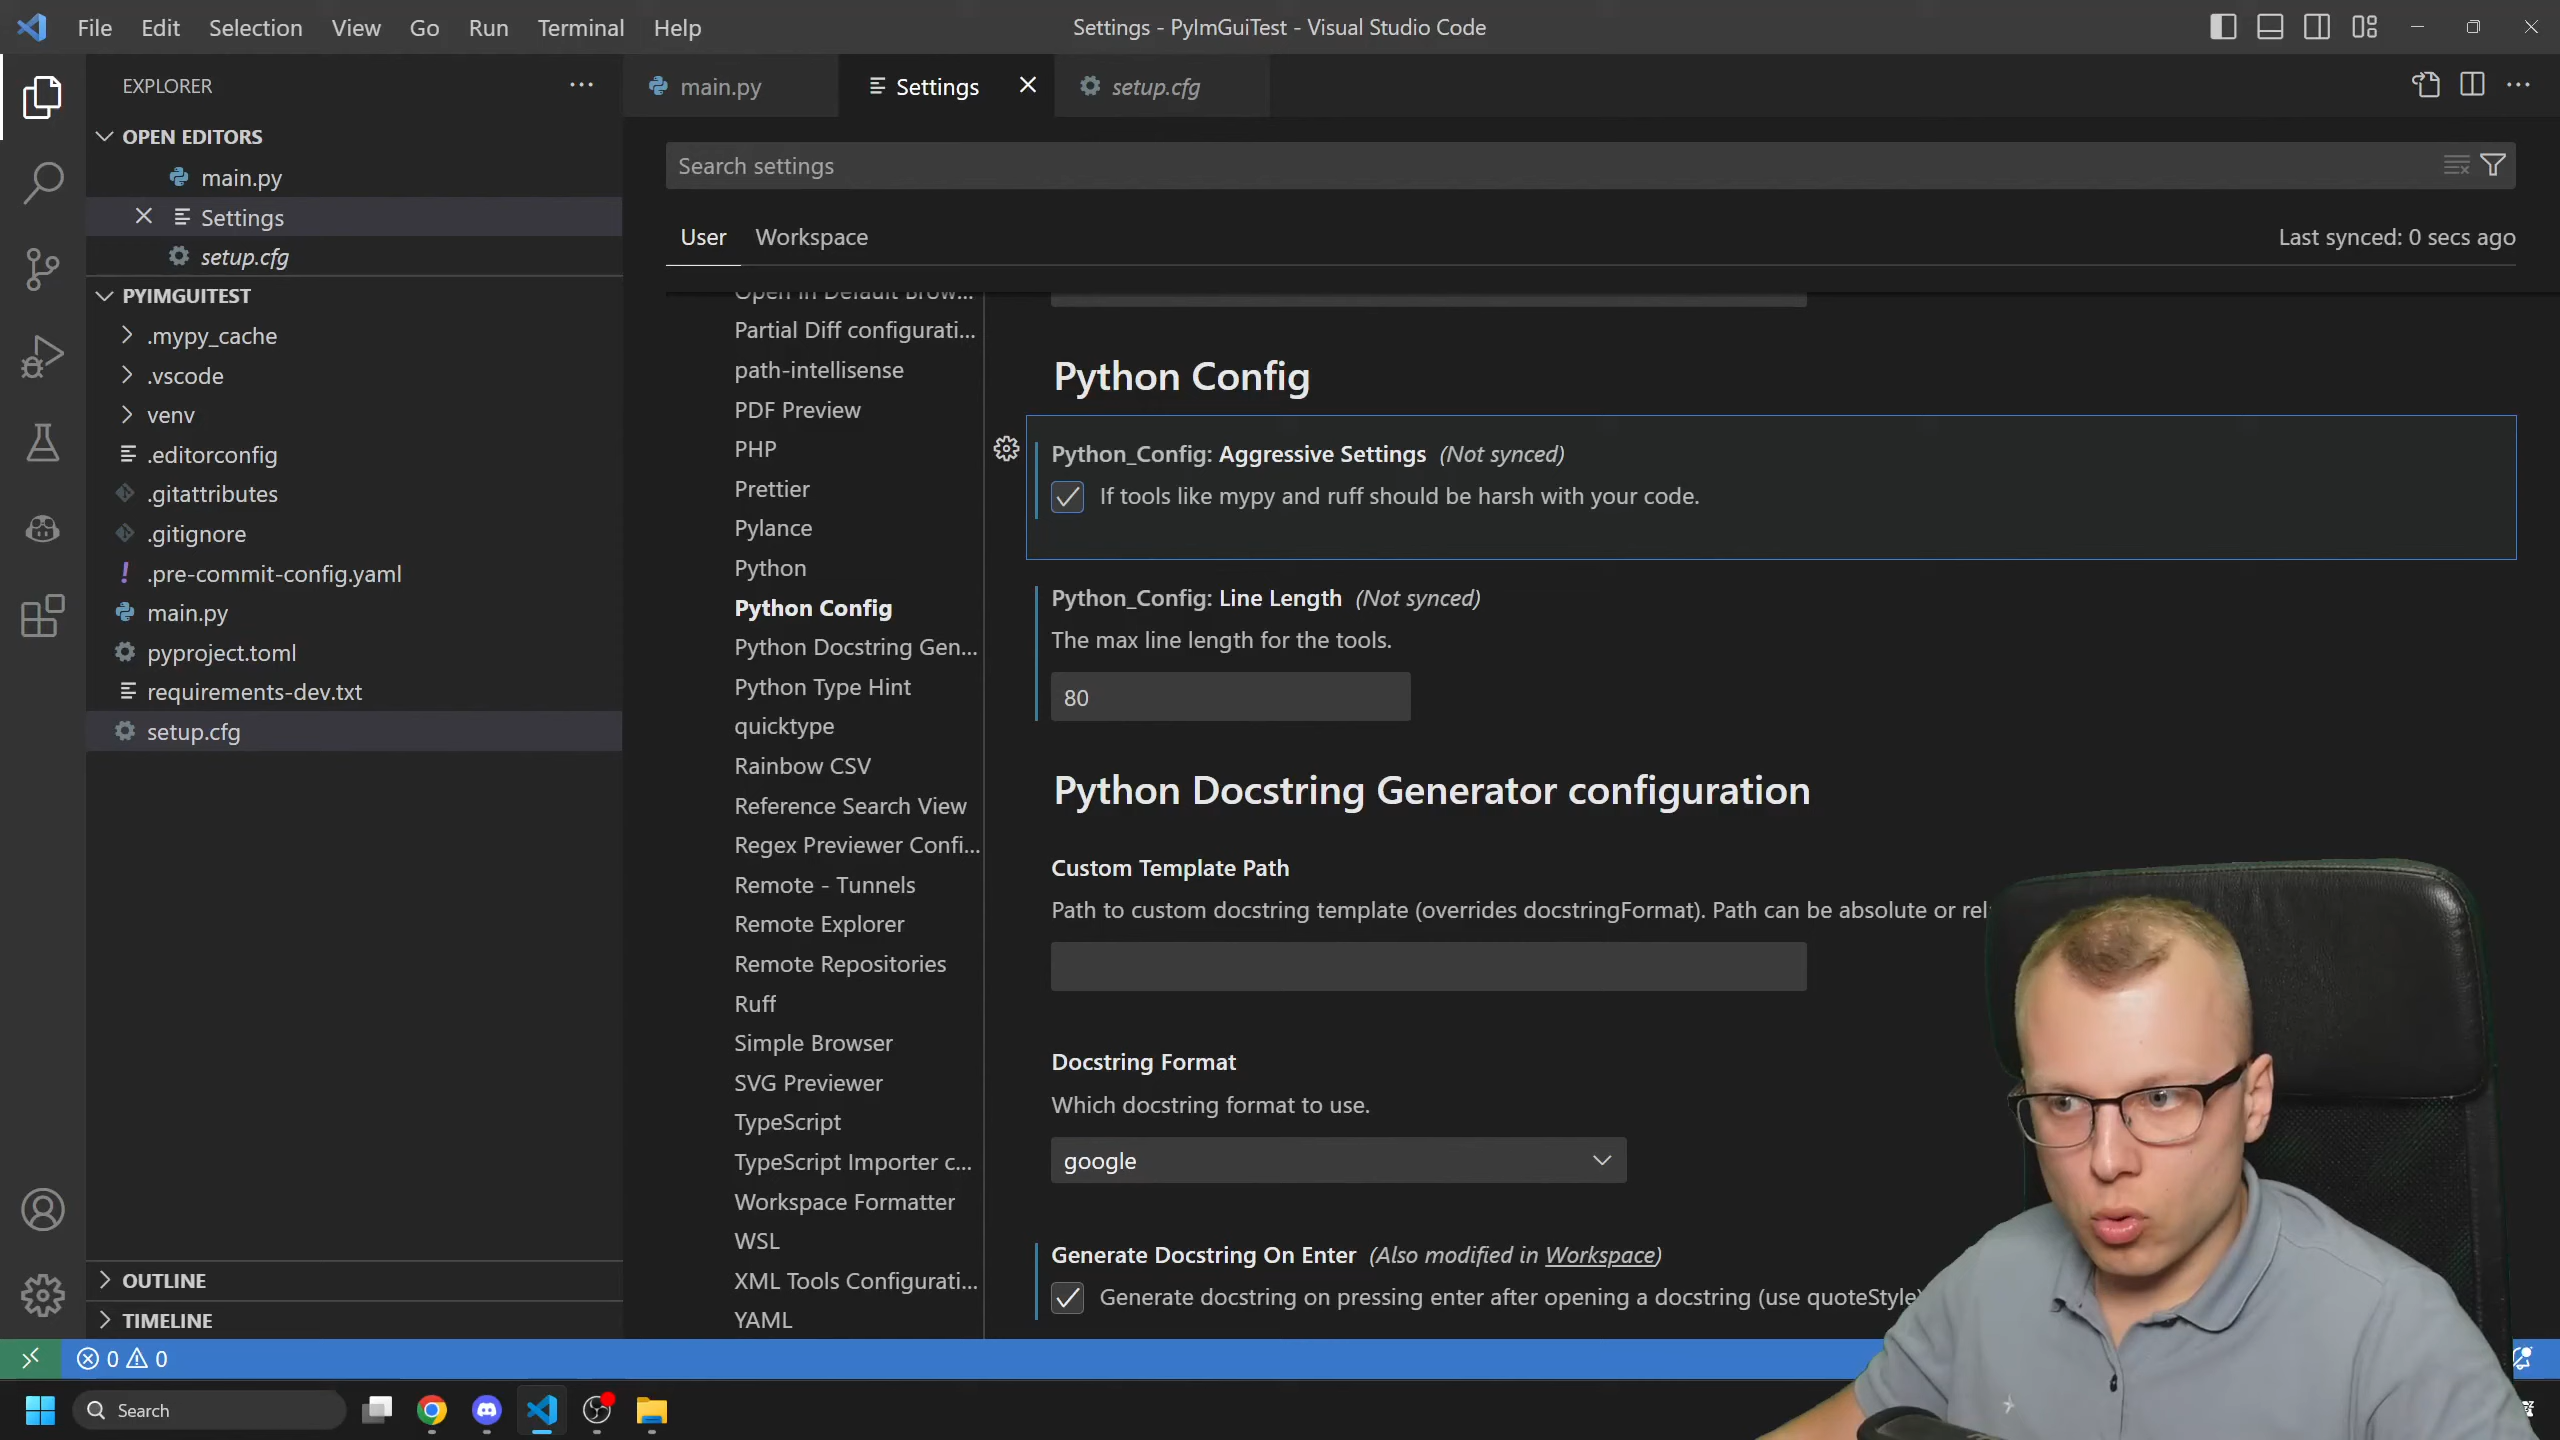 File Edit Selection View Go Run Terminal Help
Settings - PyImGuiTest - Visual Studio Code
EXPLORER
OPEN EDITORS
main.py
Settings
setup.cfg
PYIMGUITEST
.mypy_cache
.vscode
venv
.editorconfig
.gitattributes
.gitignore
.pre-commit-config.yaml
main.py
pyproject.toml
requirements-dev.txt
setup.cfg
OUTLINE
TIMELINE
main.py
Settings
setup.cfg
Search settings
User
Workspace
Last synced: 0 secs ago
Open in Default Brow...
Partial Diff configurati...
path-intellisense
PDF Preview
PHP
Prettier
Pylance
Python
Python Config
Python Docstring Gen...
Python Type Hint
quicktype
Rainbow CSV
Reference Search View
Regex Previewer Confi...
Remote - Tunnels
Remote Explorer
Remote Repositories
Ruff
Simple Browser
SVG Previewer
TypeScript
TypeScript Importer c...
Workspace Formatter
WSL
XML Tools Configurati...
YAML
Python Config
Python_Config: Aggressive Settings (Not synced)
If tools like mypy and ruff should be harsh with your code.
Python_Config: Line Length (Not synced)
The max line length for the tools.
80
Python Docstring Generator configuration
Custom Template Path
Path to custom docstring template (overrides docstringFormat). Path can be absolute or rel
Docstring Format
Which docstring format to use.
google
Generate Docstring On Enter (Also modified in Workspace)
Generate docstring on pressing enter after opening a docstring (use quoteStyle)
0 0
Search